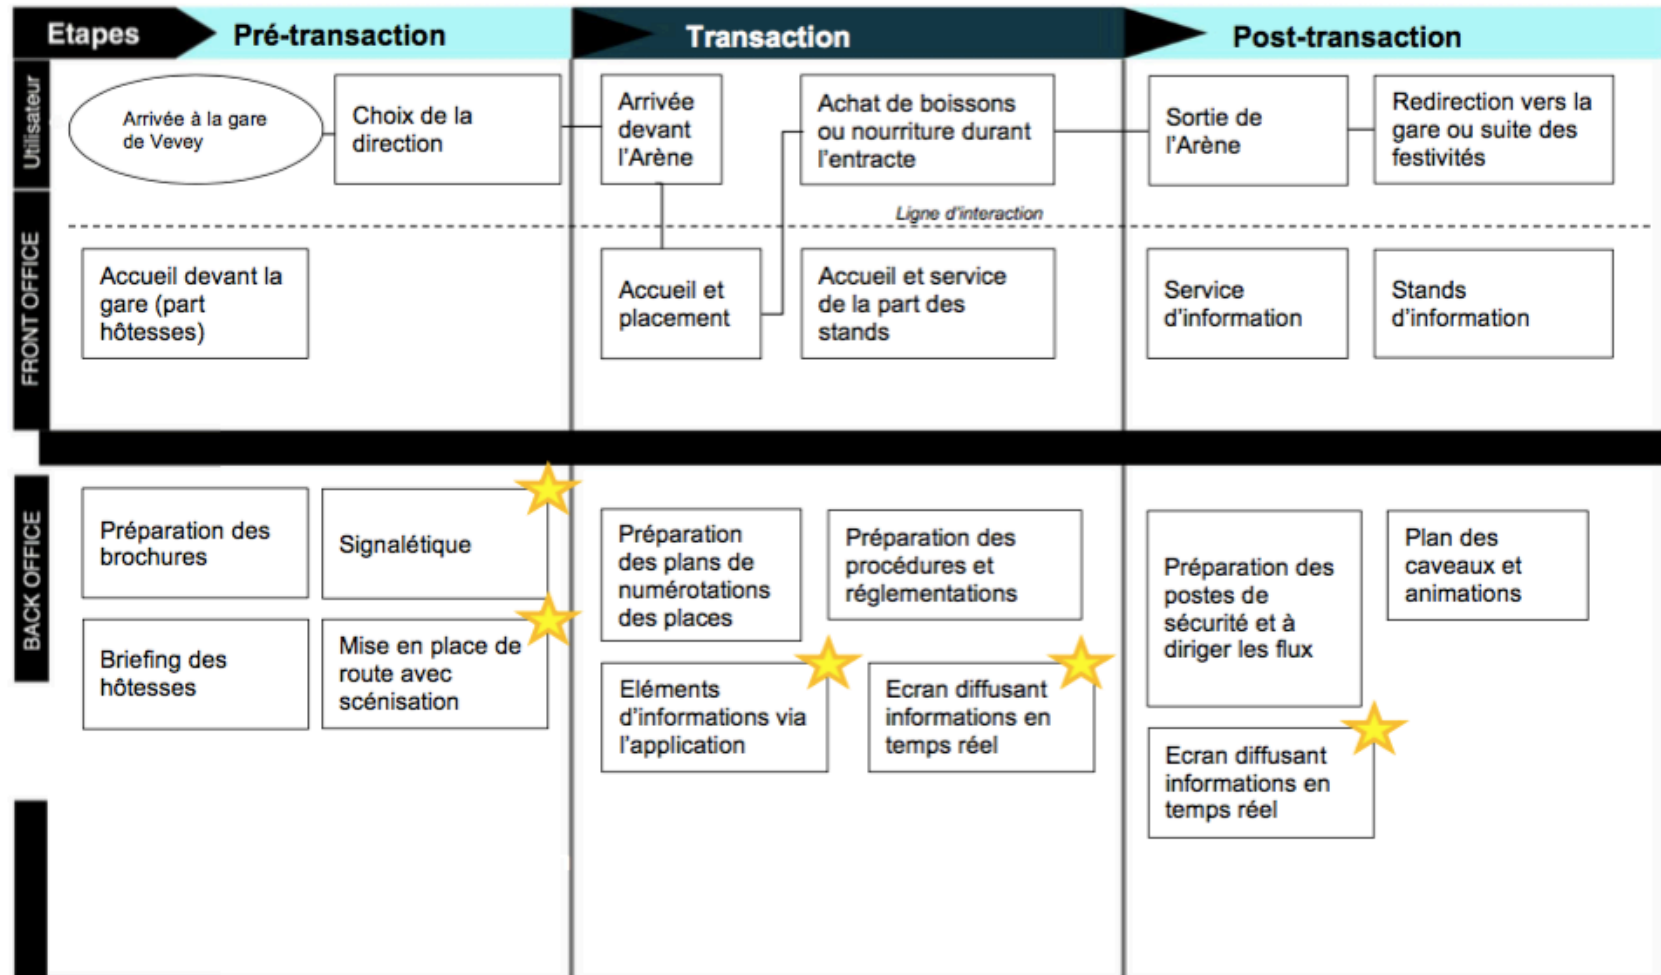 Etapes
Pré-transaction
Transaction
Post-transaction
Utilisateur
Arrivée à la gare
de Vevey
Choix de la
direction
Arrivée
devant
l'Arène
Achat de boissons
ou nourriture durant
l'entracte
Sortie de
l'Arène
Redirection vers la
gare ou suite des
festivités
Ligne d'interaction
FRONT OFFICE
Accueil devant la
gare (part
hôtesses)
Accueil et
placement
Accueil et service
de la part des
stands
Service
d'information
Stands
d'information
BACK OFFICE
Préparation des
brochures
Signalétique
Briefing des
hôtesses
Mise en place de
route avec
scénisation
Préparation
des plans de
numérotations
des places
Préparation des
procédures et
réglementations
Eléments
d'informations via
l'application
Ecran diffusant
informations en
temps réel
Préparation des
postes de
sécurité et à
diriger les flux
Plan des
caveaux et
animations
Ecran diffusant
informations en
temps réel